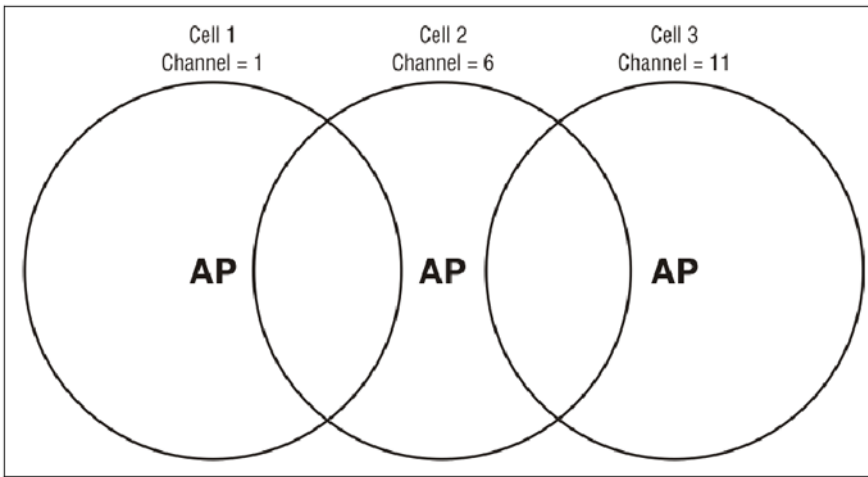 Cell 1
Channel = 1
Cell 2
Channel = 6
Cell 3
Channel = 11
AP
AP
AP